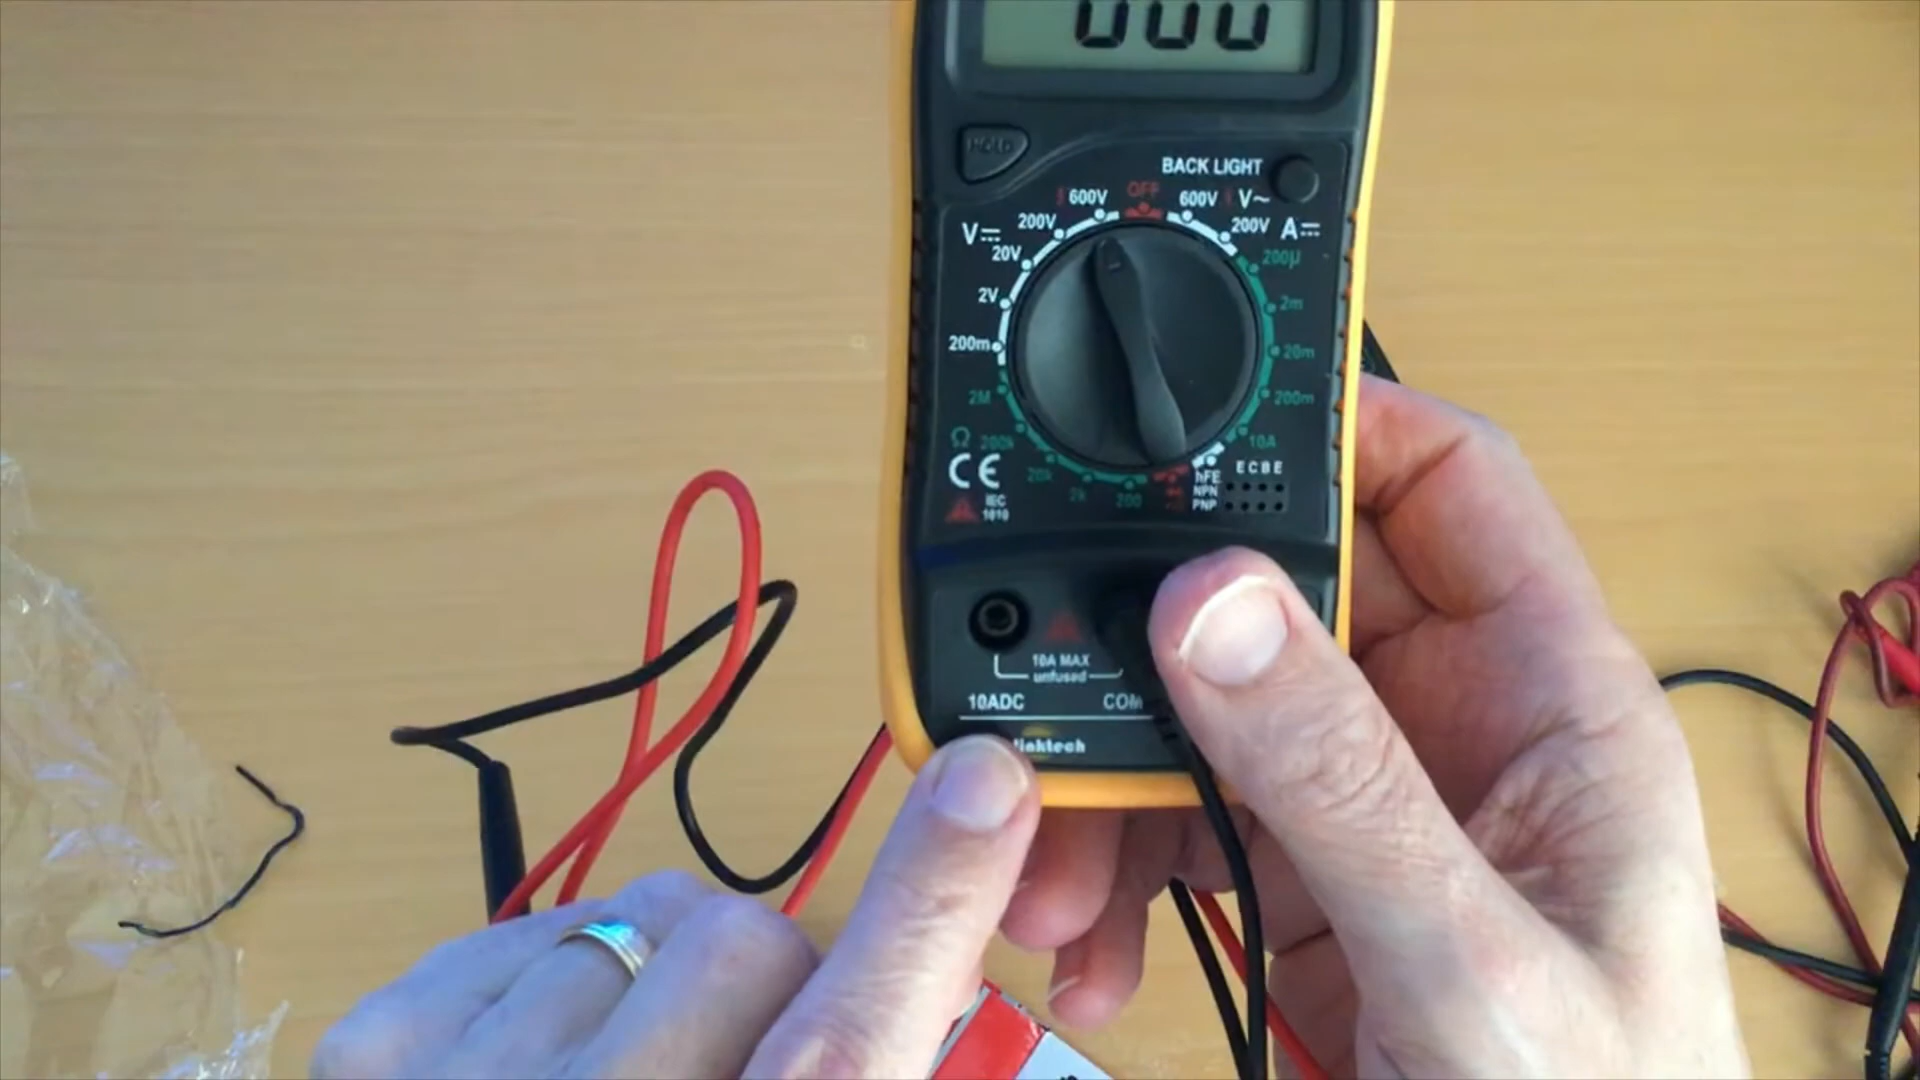 000
HOLD
BACK LIGHT
OFF
600V
600V V~
200V
200V A
V
20V
200µ
2V
2m
200m
20m
2M
200m
Ω 200k
10A
CE
20k
hFE E C B E
IEC
1010
2k
200
NPN
PNP
10A MAX
unfused
10ADC
COM